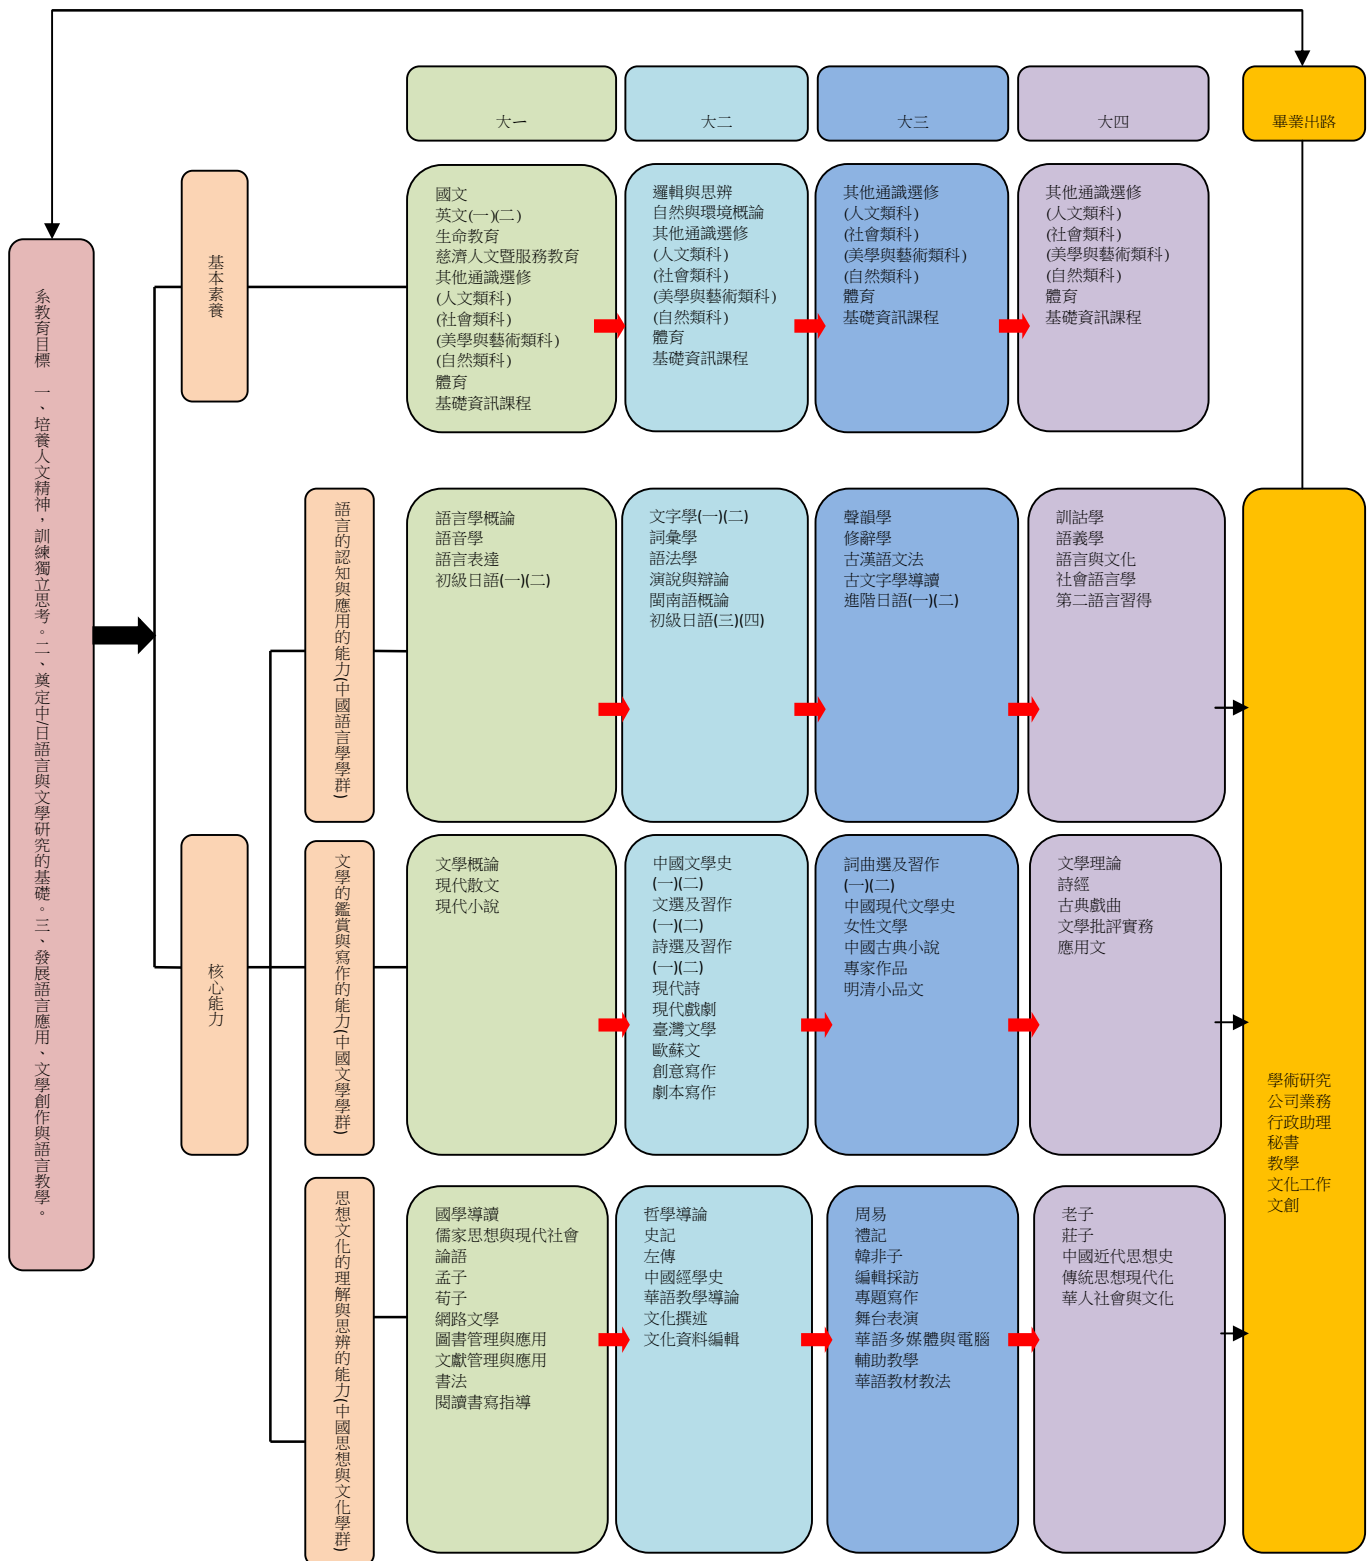 大一
大二
大三
大四
畢業出路
系教育目標　一、培養人文精神，訓練獨立思考。二、奠定中/日語言與文學研究的基礎。三、發展語言應用、文學創作與語言教學。
基本素養
國文
英文(一)(二)
生命教育
慈濟人文暨服務教育
其他通識選修
(人文類科)
(社會類科)
(美學與藝術類科)
(自然類科)
體育
基礎資訊課程
邏輯與思辨
自然與環境概論
其他通識選修
(人文類科)
(社會類科)
(美學與藝術類科)
(自然類科)
體育
基礎資訊課程
其他通識選修
(人文類科)
(社會類科)
(美學與藝術類科)
(自然類科)
體育
基礎資訊課程
其他通識選修
(人文類科)
(社會類科)
(美學與藝術類科)
(自然類科)
體育
基礎資訊課程
核心能力
語言的認知與應用的能力(中國語言學學群)
語言學概論
語音學
語言表達
初級日語(一)(二)
文字學(一)(二)
詞彙學
語法學
演說與辯論
閩南語概論
初級日語(三)(四)
聲韻學
修辭學
古漢語文法
古文字學導讀
進階日語(一)(二)
訓詁學
語義學
語言與文化
社會語言學
第二語言習得
文學的鑑賞與寫作的能力(中國文學學群)
文學概論
現代散文
現代小說
中國文學史
(一)(二)
文選及習作
(一)(二)
詩選及習作
(一)(二)
現代詩
現代戲劇
臺灣文學
歐蘇文
創意寫作
劇本寫作
詞曲選及習作
(一)(二)
中國現代文學史
女性文學
中國古典小說
專家作品
明清小品文
文學理論
詩經
古典戲曲
文學批評實務
應用文
思想文化的理解與思辨的能力(中國思想與文化學群)
國學導讀
儒家思想與現代社會
論語
孟子
荀子
網路文學
圖書管理與應用
文獻管理與應用
書法
閱讀書寫指導
哲學導論
史記
左傳
中國經學史
華語教學導論
文化撰述
文化資料編輯
周易
禮記
韓非子
編輯採訪
專題寫作
舞台表演
華語多媒體與電腦
輔助教學
華語教材教法
老子
莊子
中國近代思想史
傳統思想現代化
華人社會與文化
學術研究
公司業務
行政助理
秘書
教學
文化工作
文創